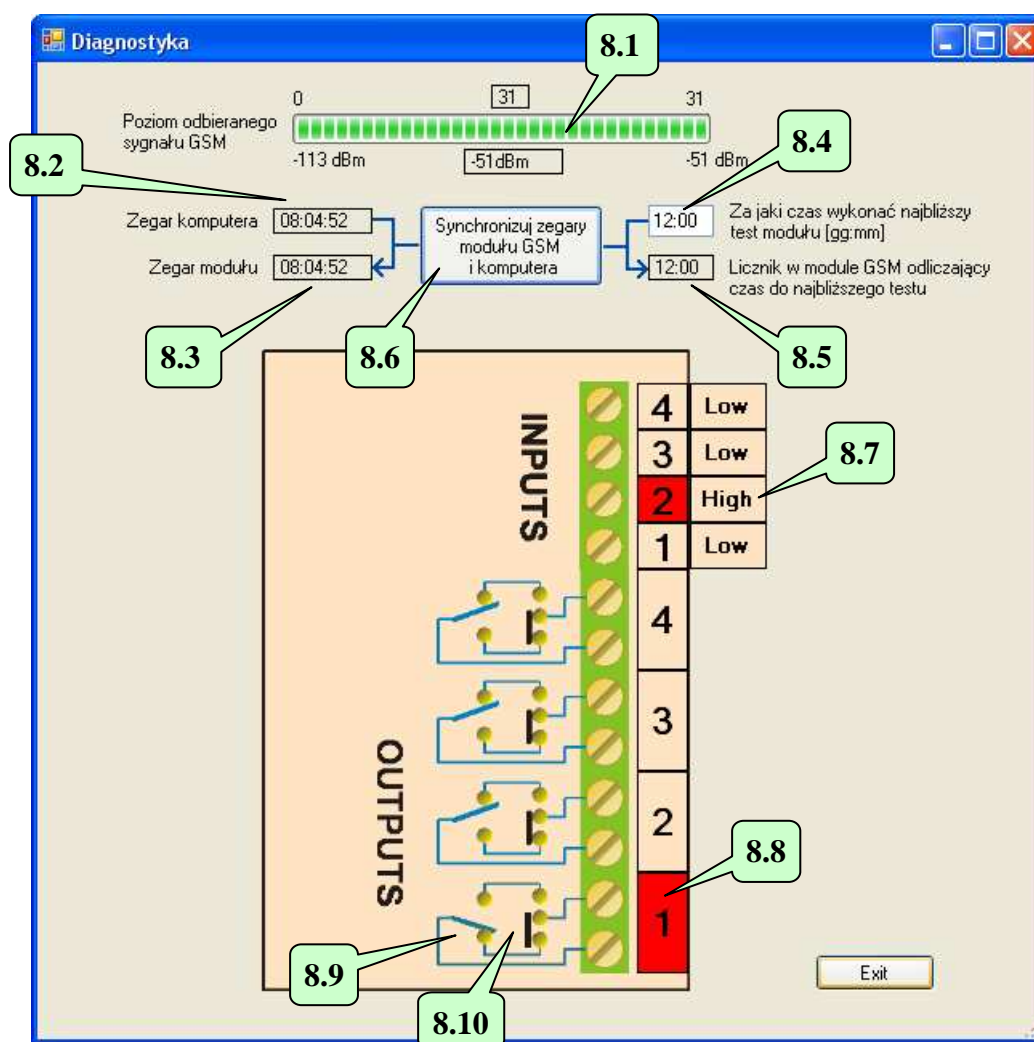 Diagnostyka
8.1
0 31 31
Poziom odbieranego
sygnału GSM
-113 dBm -51dBm -51 dBm
8.2
8.4
Zegar komputera 08:04:52
Synchronizuj zegary
modułu GSM
i komputera
12:00 Za jaki czas wykonać najbliższy
test modułu [gg:mm]
Zegar modułu 08:04:52
12:00 Licznik w module GSM odliczający
czas do najbliższego testu
8.3
8.6
8.5
INPUTS
4 Low
3 Low
8.7
2 High
1 Low
4
3
OUTPUTS
2
8.8
1
8.9
8.10
Exit